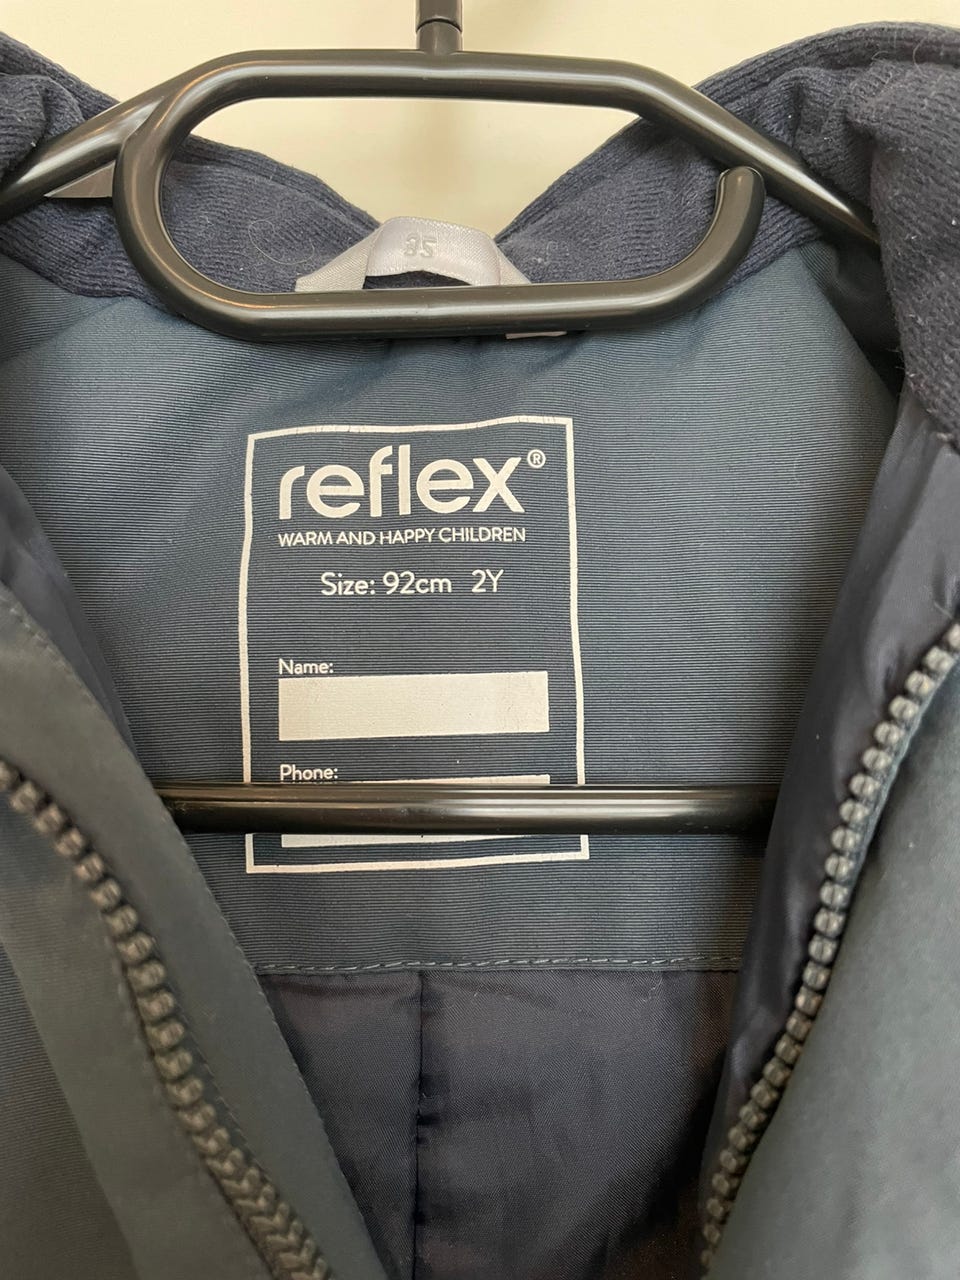 reflex®
WARM AND HAPPY CHILDREN
Size: 92cm 2Y
Name:
Phone: